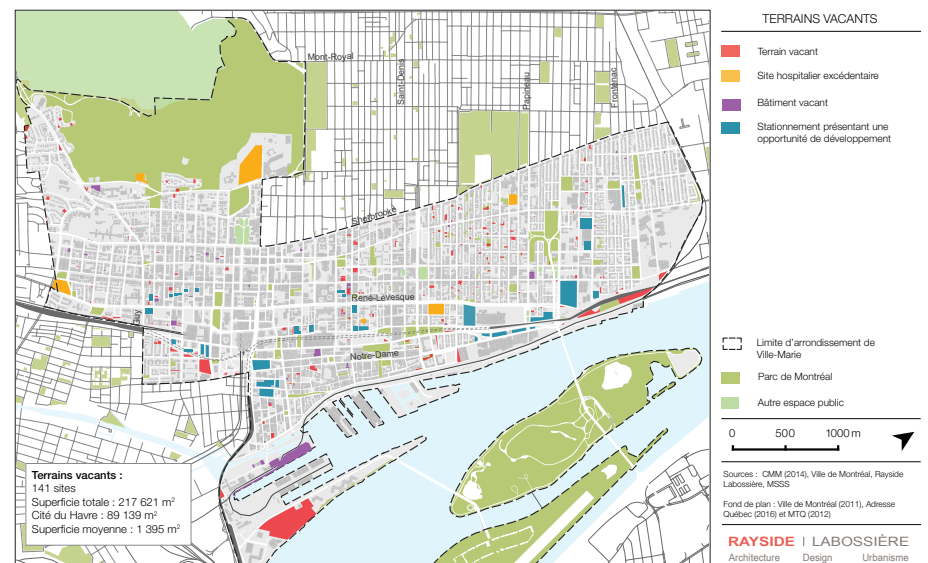 Mont-Royal
Saint-Denis
Papineau
Frontenac
Sherbrooke
René-Lévesque
Guy
Notre-Dame
Terrains vacants :
141 sites
Superficie totale : 217 621 m²
Cité du Havre : 89 139 m²
Superficie moyenne : 1 395 m²
TERRAINS VACANTS
Terrain vacant
Site hospitalier excédentaire
Bâtiment vacant
Stationnement présentant une
opportunité de développement
Limite d'arrondissement de
Ville-Marie
Parc de Montréal
Autre espace public
0 500 1000 m
Sources : CMM (2014), Ville de Montréal, Rayside
Labossière, MSSS
Fond de plan : Ville de Montréal (2011), Adresse
Québec (2016) et MTQ (2012)
RAYSIDE | LABOSSIÈRE
Architecture Design Urbanisme